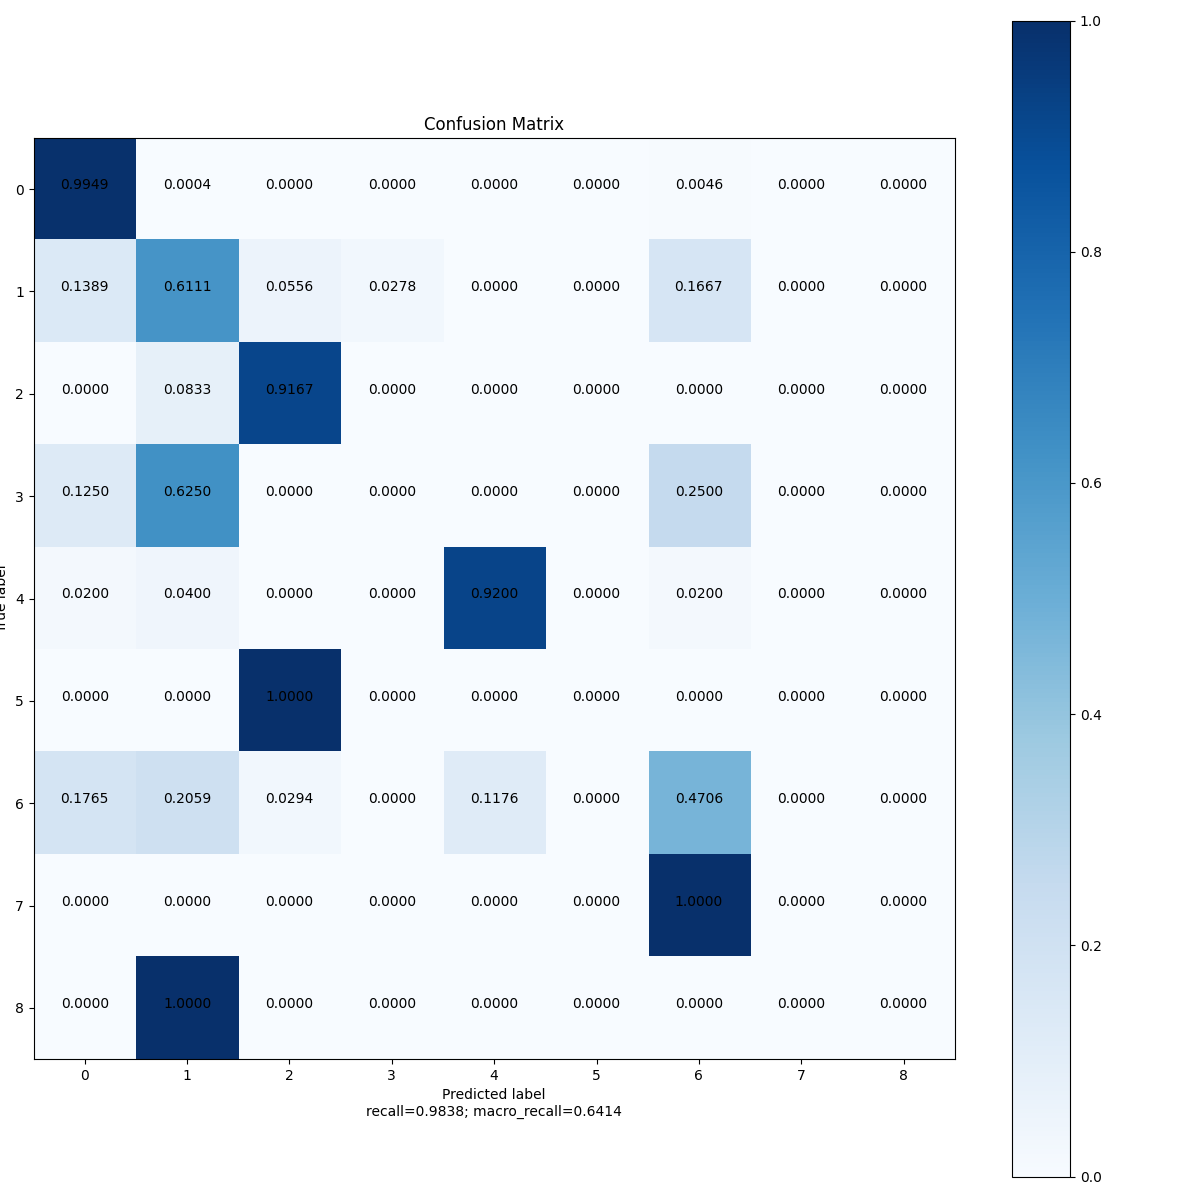 Confusion Matrix
0 0.9949 0.0004 0.0000 0.0000 0.0000 0.0000 0.0046 0.0000 0.0000
1 0.1389 0.6111 0.0556 0.0278 0.0000 0.0000 0.1667 0.0000 0.0000
2 0.0000 0.0833 0.9167 0.0000 0.0000 0.0000 0.0000 0.0000 0.0000
3 0.1250 0.6250 0.0000 0.0000 0.0000 0.0000 0.2500 0.0000 0.0000
4 0.0200 0.0400 0.0000 0.0000 0.9200 0.0000 0.0200 0.0000 0.0000
5 0.0000 0.0000 1.0000 0.0000 0.0000 0.0000 0.0000 0.0000 0.0000
6 0.1765 0.2059 0.0294 0.0000 0.1176 0.0000 0.4706 0.0000 0.0000
7 0.0000 0.0000 0.0000 0.0000 0.0000 0.0000 1.0000 0.0000 0.0000
8 0.0000 1.0000 0.0000 0.0000 0.0000 0.0000 0.0000 0.0000 0.0000
0 1 2 3 4 5 6 7 8
Predicted label
recall=0.9838; macro_recall=0.6414
1.0
0.8
0.6
0.4
0.2
0.0